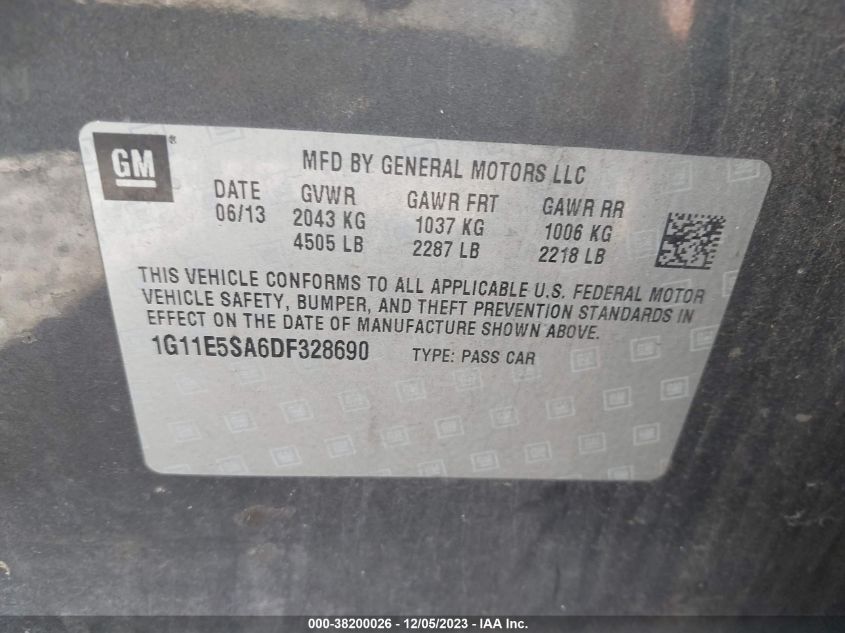 GM®
MFD BY GENERAL MOTORS LLC
DATE GVWR GAWR FRT GAWR RR
06/13 2043 KG 1037 KG 1006 KG
4505 LB 2287 LB 2218 LB
THIS VEHICLE CONFORMS TO ALL APPLICABLE U.S. FEDERAL MOTOR
VEHICLE SAFETY, BUMPER, AND THEFT PREVENTION STANDARDS IN
EFFECT ON THE DATE OF MANUFACTURE SHOWN ABOVE.
1G11E5SA6DF328690 TYPE: PASS CAR
000-38200026 - 12/05/2023 - IAA Inc.